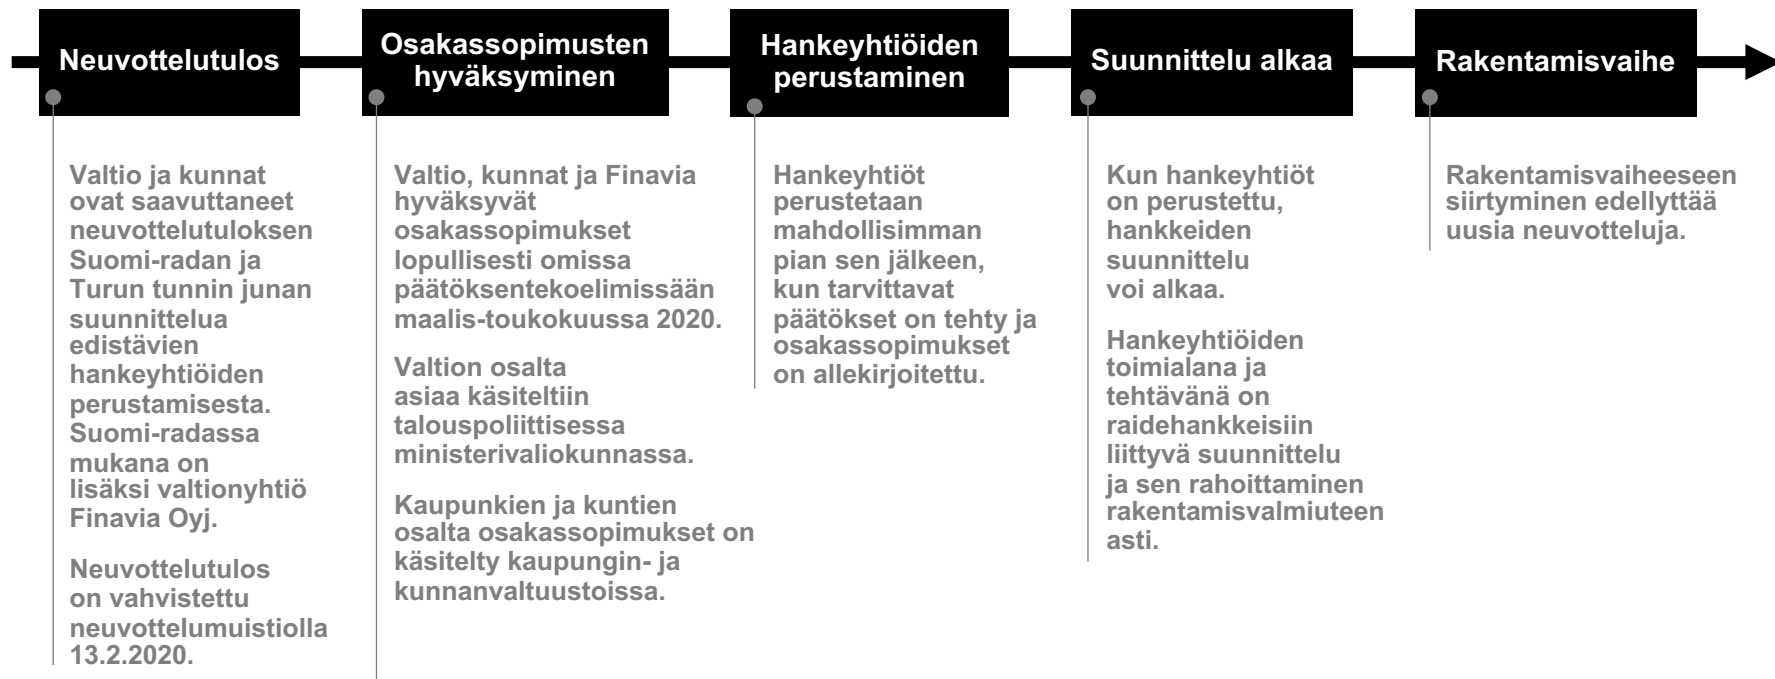 Neuvottelutulos
Valtio ja kunnat
ovat saavuttaneet
neuvottelutuloksen
Suomi-radan ja
Turun tunnin junan
suunnittelua
edistävien
hankeyhtiöiden
perustamisesta.
Suomi-radassa
mukana on
lisäksi valtionyhtiö
Finavia Oyj.
Neuvottelutulos
on vahvistettu
neuvottelumuistiolla
13.2.2020.
Osakassopimusten
hyväksyminen
Valtio, kunnat ja Finavia
hyväksyvät
osakassopimukset
lopullisesti omissa
päätöksentekoelimissään
maalis-toukokuussa 2020.
Valtion osalta
asiaa käsiteltiin
talouspoliittisessa
ministerivaliokunnassa.
Kaupunkien ja kuntien
osalta osakassopimukset on
käsitelty kaupungin- ja
kunnanvaltuustoissa.
Hankeyhtiöiden
perustaminen
Hankeyhtiöt
perustetaan
mahdollisimman
pian sen jälkeen,
kun tarvittavat
päätökset on tehty ja
osakassopimukset
on allekirjoitettu.
Suunnittelu alkaa
Kun hankeyhtiöt
on perustettu,
hankkeiden
suunnittelu
voi alkaa.
Hankeyhtiöiden
toimialana ja
tehtävänä on
raidehankkeisiin
liittyvä suunnittelu
ja sen rahoittaminen
rakentamisvalmiuteen
asti.
Rakentamisvaihe
Rakentamisvaiheeseen
siirtyminen edellyttää
uusia neuvotteluja.